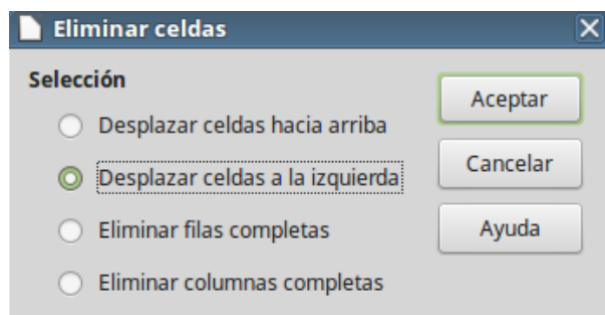 Eliminar celdas
Selección
Desplazar celdas hacia arriba
Desplazar celdas a la izquierda
Eliminar filas completas
Eliminar columnas completas
Aceptar
Cancelar
Ayuda